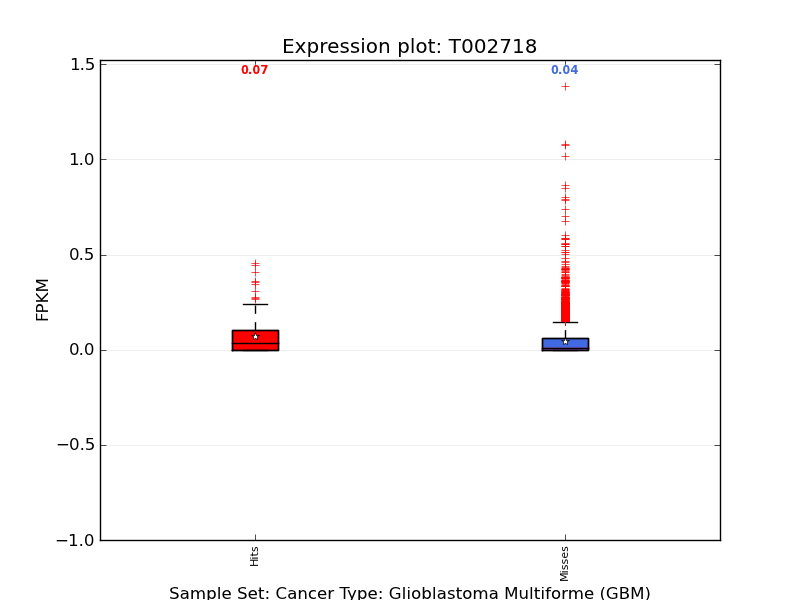 Expression plot: T002718
1.5
0.07
0.04
1.0
0.5
FPKM
0.0
−0.5
−1.0
Hits
Misses
Sample Set: Cancer Type: Glioblastoma Multiforme (GBM)